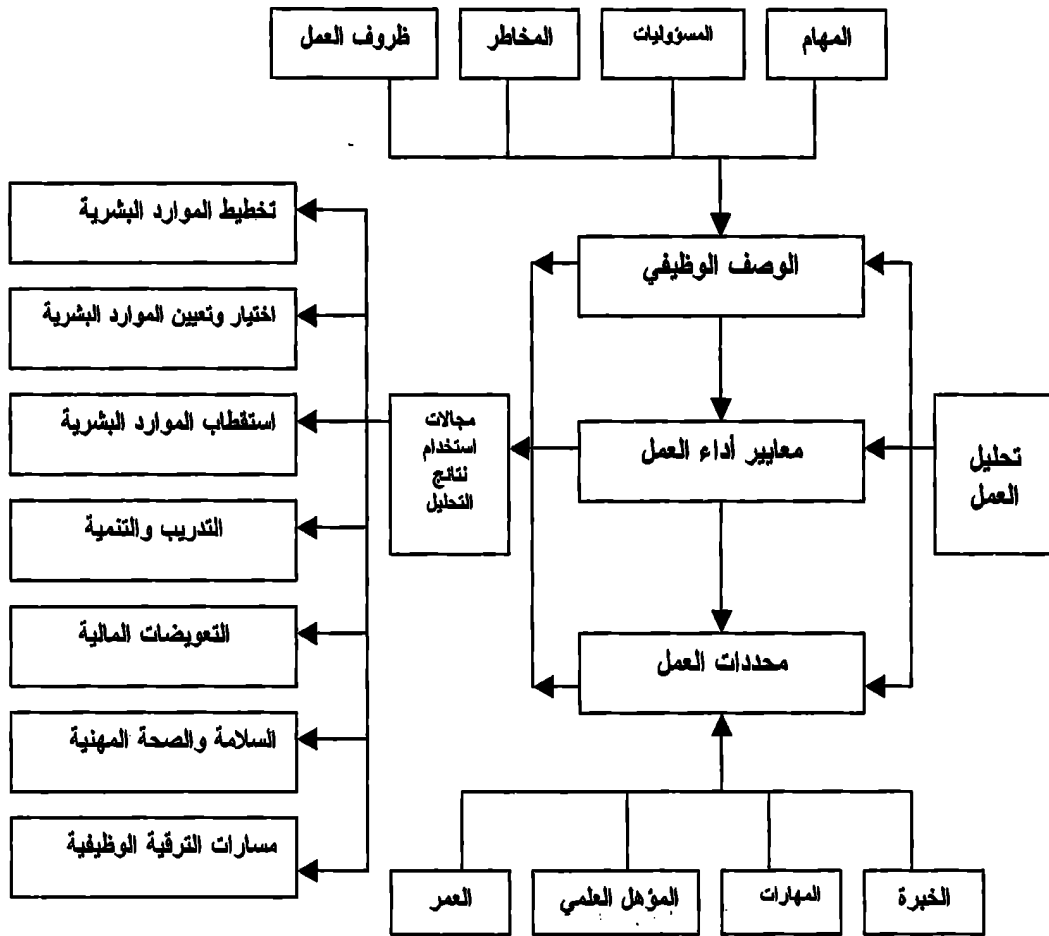 المهام
المسؤوليات
المخاطر
ظروف العمل
الوصف الوظيفي
معايير أداء العمل
محددات العمل
تحليل
العمل
مجالات
استخدام
نتائج
التحليل
تخطيط الموارد البشرية
اختيار وتعيين الموارد البشرية
استقطاب الموارد البشرية
التدريب والتنمية
التعويضات المالية
السلامة والصحة المهنية
مسارات الترقية الوظيفية
الخبرة
المهارات
المؤهل العلمي
العمر